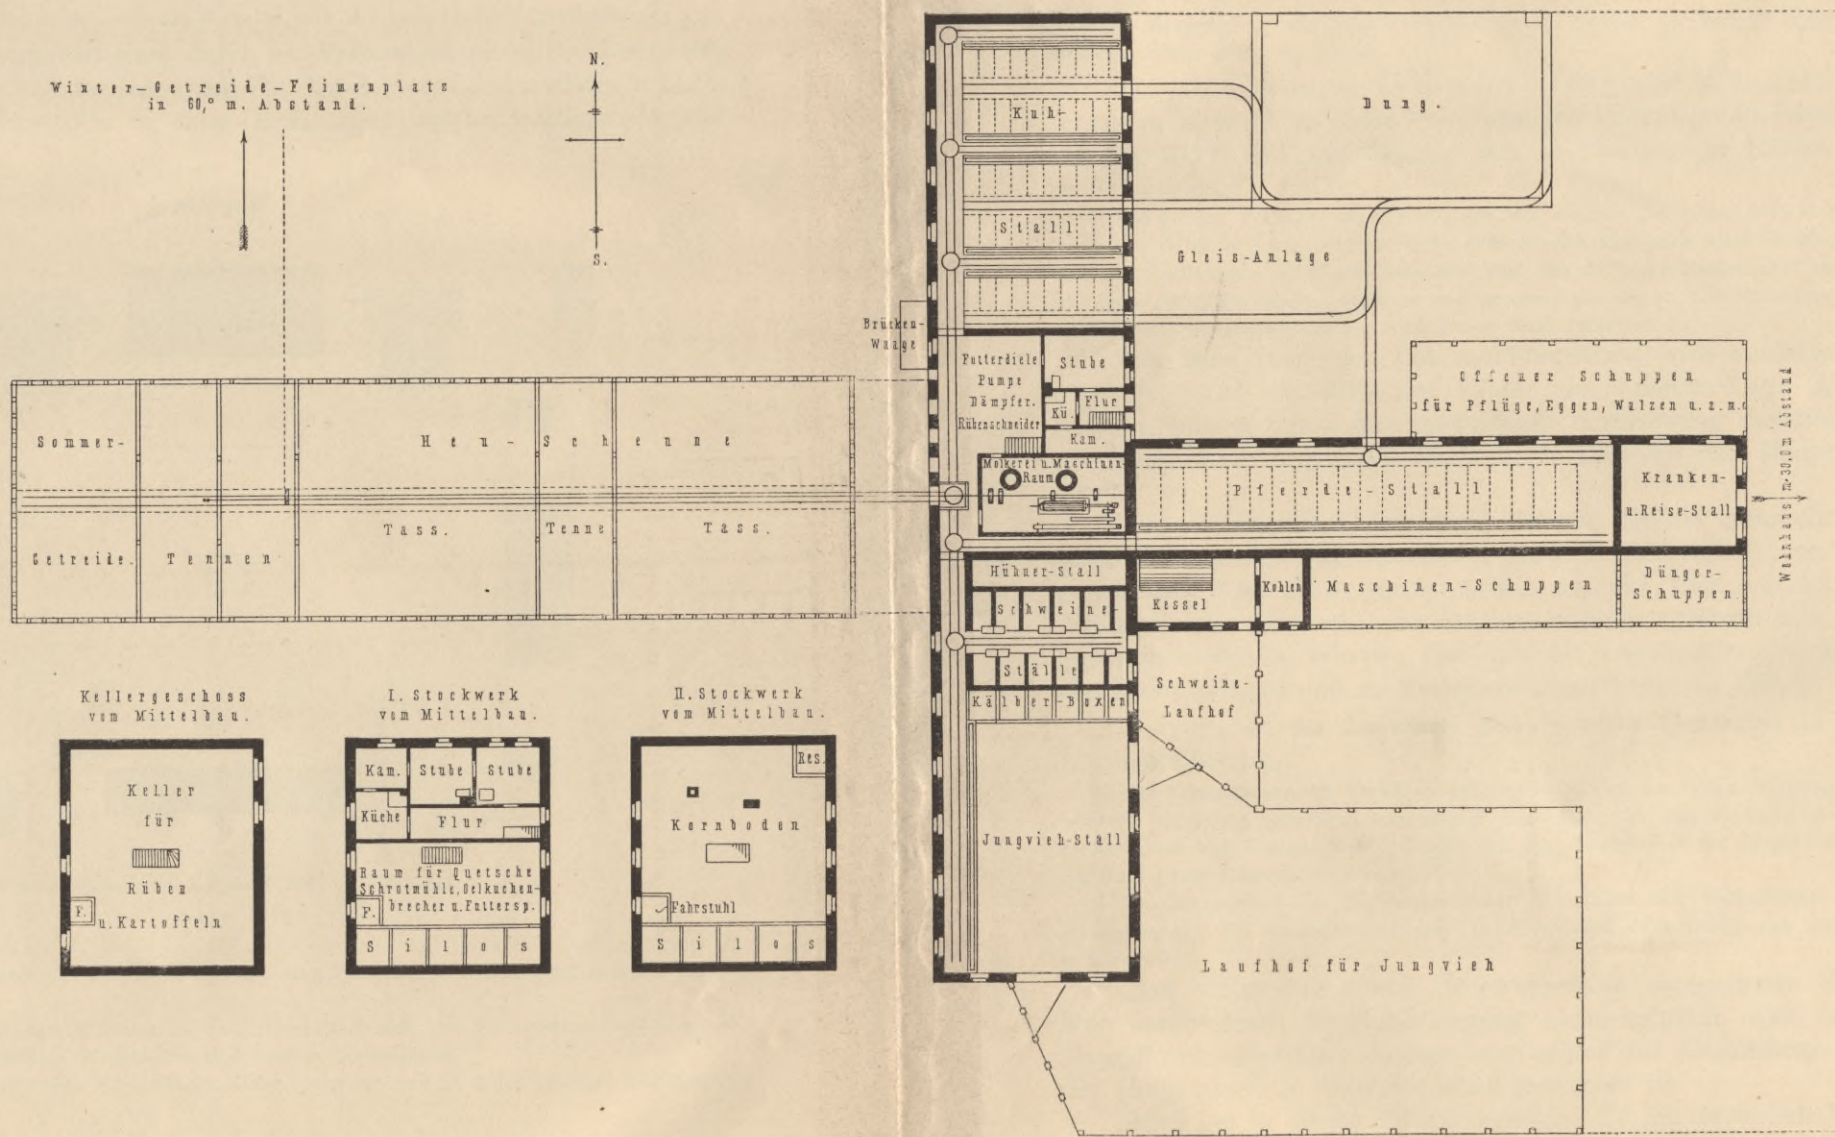 Winter-Getreide-Feimenplatz
in 60,0 m. Abstand.
N.
S.
Kuh-
Stall
Dung.
Gleis-Anlage
Brücken-
Waage
Futterdiele
Pumpe
Dämpfer.
Rübenschneider
Stube
Kü.
Flur
Kam.
Molkerei u. Maschinen-
Raum
Offener Schuppen
für Pflüge, Eggen, Walzen u.a.m.
Wohnhaus in 30,0 m Abstand
Sommer-
Getreide.
Tennen
Heu-Scheune
Tass.
Tenne
Tass.
Pferde-Stall
Kranken-
u. Reise-Stall
Hühner-Stall
Schweine-
Ställe
Kälber-Boxen
Kessel
Kohlen
Maschinen-Schuppen
Dünger-
Schuppen
Schweine-
Laufhof
Jungvieh-Stall
Laufhof für Jungvieh
Kellergeschoss
vom Mittelbau.
Keller
für
Rüben
u. Kartoffeln
F.
I. Stockwerk
vom Mittelbau.
Kam.
Stube
Stube
Küche
Flur
Raum für Quetsche
Schrotmühle, Oelkuchen-
brecher u. Futtersp.
F.
Silos
II. Stockwerk
vom Mittelbau.
Res.
Kornboden
Fahrstuhl
Silos